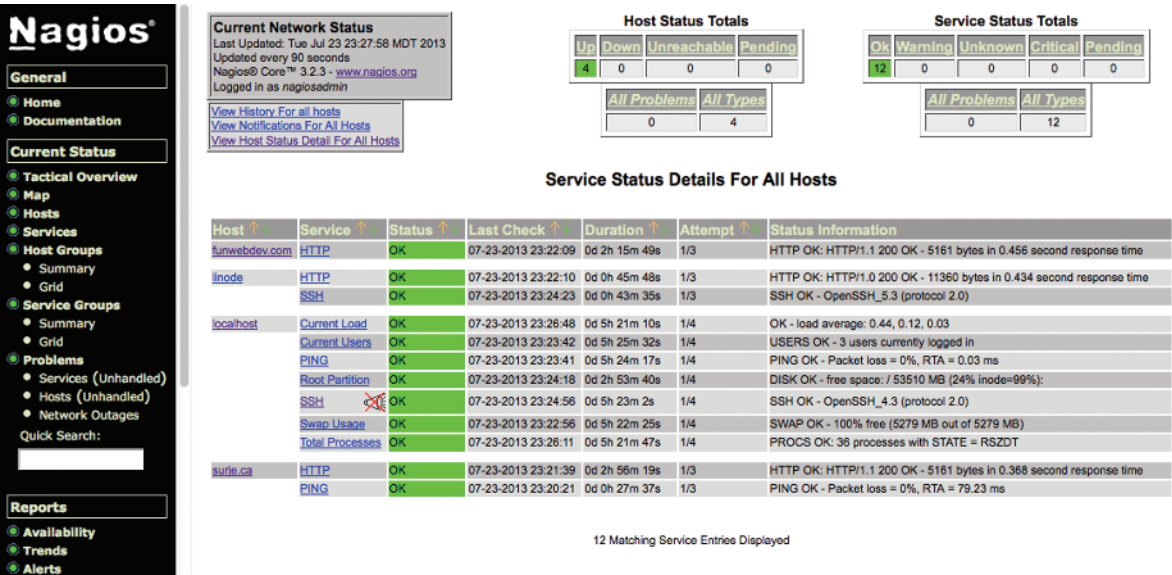 Nagios®
General
Home
Documentation
Current Status
Tactical Overview
Map
Hosts
Services
Host Groups
Summary
Grid
Service Groups
Summary
Grid
Problems
Services (Unhandled)
Hosts (Unhandled)
Network Outages
Quick Search:
Reports
Availability
Trends
Alerts
Current Network Status
Last Updated: Tue Jul 23 23:27:58 MDT 2013
Updated every 90 seconds
Nagios® Core™ 3.2.3 - www.nagios.org
Logged in as nagiosadmin
View History For all hosts
View Notifications For All Hosts
View Host Status Detail For All Hosts
Host Status Totals
Up Down Unreachable Pending
4 0 0 0
All Problems All Types
0 4
Service Status Totals
Ok Warning Unknown Critical Pending
12 0 0 0 0
All Problems All Types
0 12
Service Status Details For All Hosts
Host Service Status Last Check Duration Attempt Status Information
funwebdev.com HTTP OK 07-23-2013 23:22:09 0d 2h 15m 49s 1/3 HTTP OK: HTTP/1.1 200 OK - 5161 bytes in 0.456 second response time
linode HTTP OK 07-23-2013 23:22:10 0d 0h 45m 48s 1/3 HTTP OK: HTTP/1.0 200 OK - 11360 bytes in 0.434 second response time
SSH OK 07-23-2013 23:24:23 0d 0h 43m 35s 1/3 SSH OK - OpenSSH_5.3 (protocol 2.0)
localhost Current Load OK 07-23-2013 23:26:48 0d 5h 21m 10s 1/4 OK - load average: 0.44, 0.12, 0.03
Current Users OK 07-23-2013 23:23:42 0d 5h 25m 32s 1/4 USERS OK - 3 users currently logged in
PING OK 07-23-2013 23:23:41 0d 5h 24m 17s 1/4 PING OK - Packet loss = 0%, RTA = 0.03 ms
Root Partition OK 07-23-2013 23:24:18 0d 2h 53m 40s 1/4 DISK OK - free space: / 53510 MB (24% inode=99%):
SSH OK 07-23-2013 23:24:56 0d 5h 23m 2s 1/4 SSH OK - OpenSSH_4.3 (protocol 2.0)
Swap Usage OK 07-23-2013 23:22:56 0d 5h 22m 25s 1/4 SWAP OK - 100% free (5279 MB out of 5279 MB)
Total Processes OK 07-23-2013 23:26:11 0d 5h 21m 47s 1/4 PROCS OK: 36 processes with STATE = RSZDT
surie.ca HTTP OK 07-23-2013 23:21:39 0d 2h 56m 19s 1/3 HTTP OK: HTTP/1.1 200 OK - 5161 bytes in 0.368 second response time
PING OK 07-23-2013 23:20:21 0d 0h 27m 37s 1/3 PING OK - Packet loss = 0%, RTA = 79.23 ms
12 Matching Service Entries Displayed